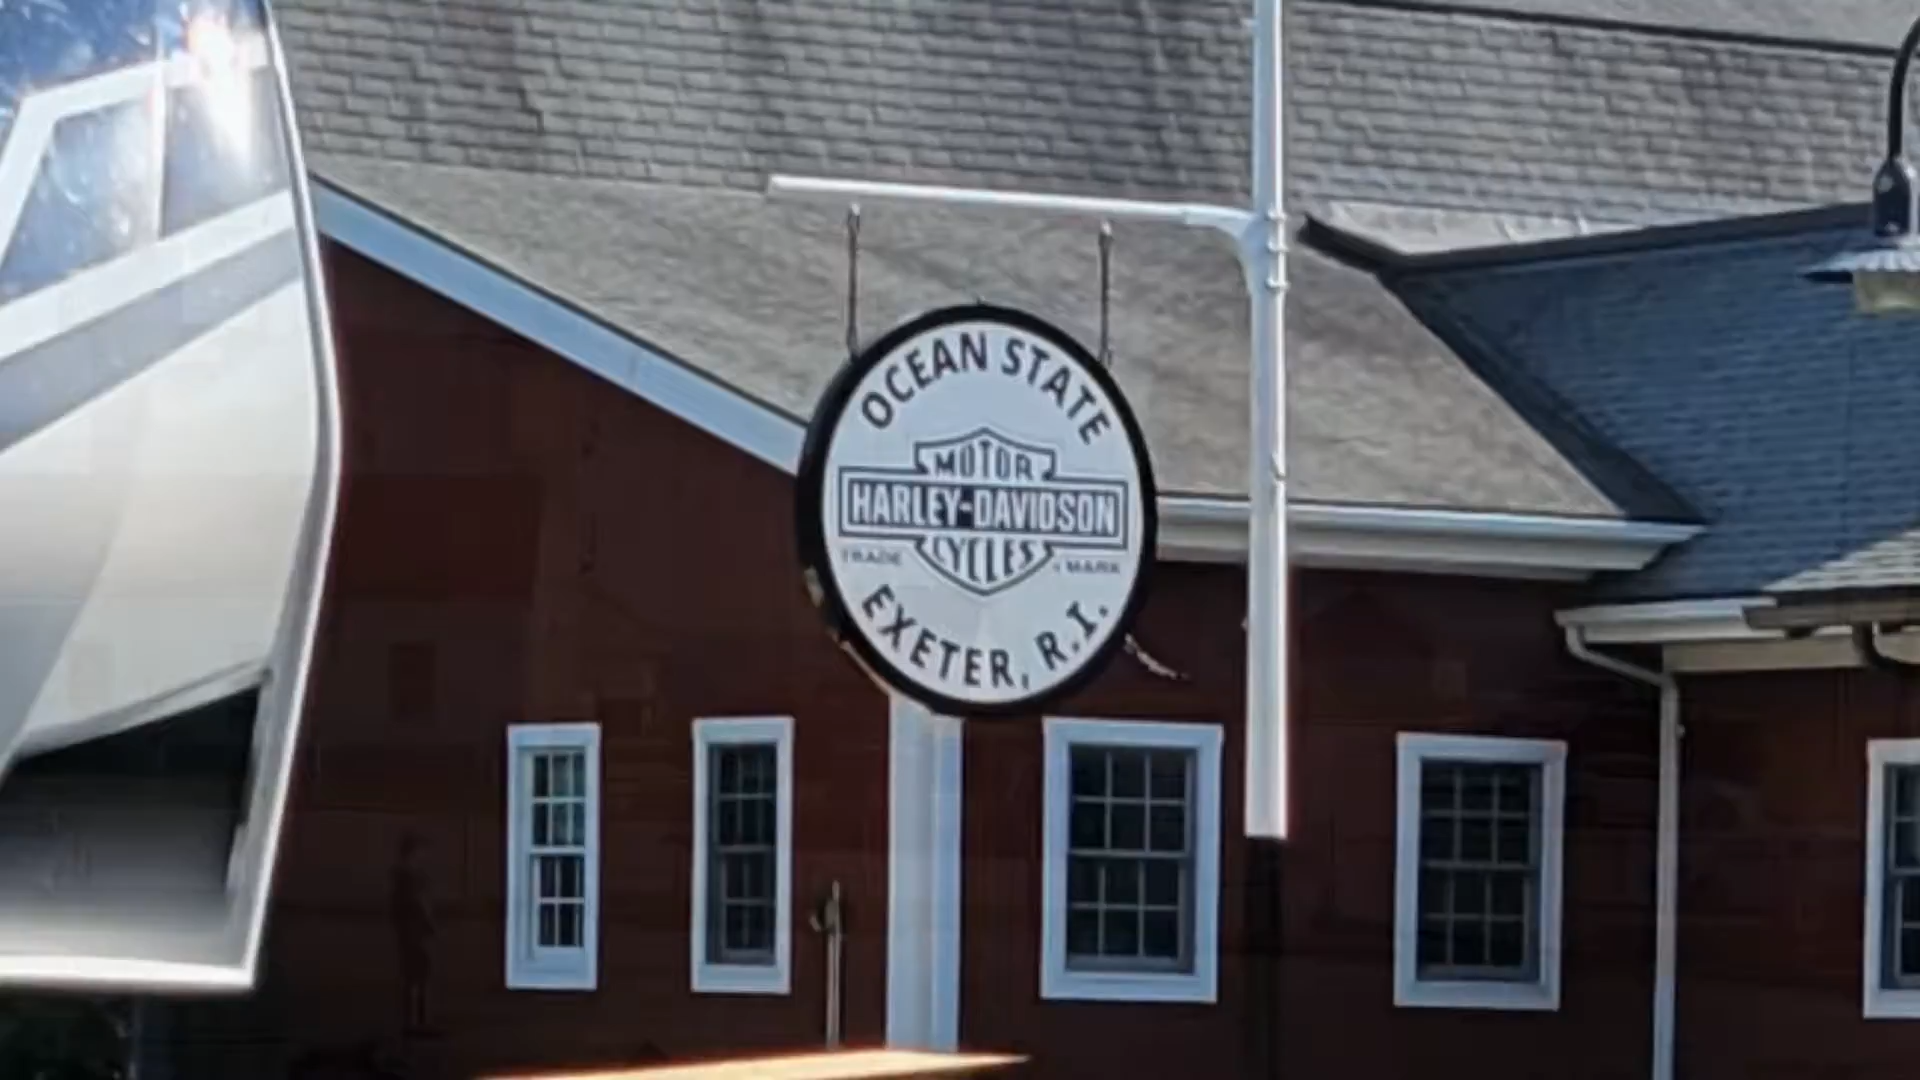 OCEAN STATE
MOTOR
HARLEY-DAVIDSON
CYCLES
TRADE MARK
EXETER, R.I.